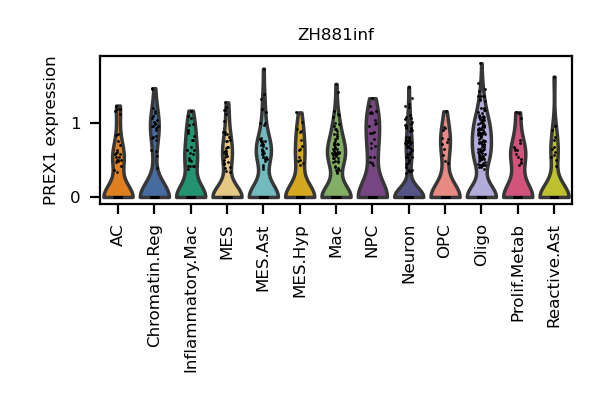 ZH881inf
PREX1 expression
1
0
AC
Chromatin.Reg
Inflammatory.Mac
MES
MES.Ast
MES.Hyp
Mac
NPC
Neuron
OPC
Oligo
Prolif.Metab
Reactive.Ast